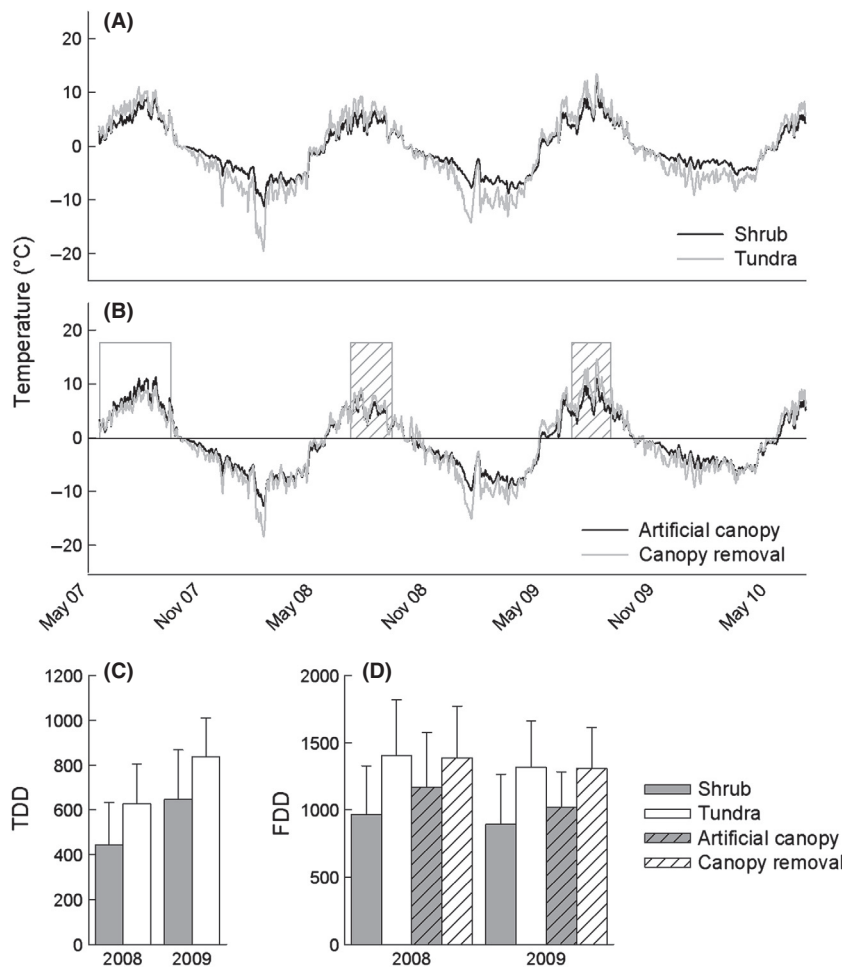 (A)
20
10
0
−10
−20
Shrub
Tundra
Temperature (°C)
(B)
20
10
0
−10
−20
Artificial canopy
Canopy removal
May 07
Nov 07
May 08
Nov 08
May 09
Nov 09
May 10
(C)
TDD
1200
1000
800
600
400
200
0
2008 2009
(D)
FDD
2000
1500
1000
500
0
2008 2009
Shrub
Tundra
Artificial canopy
Canopy removal